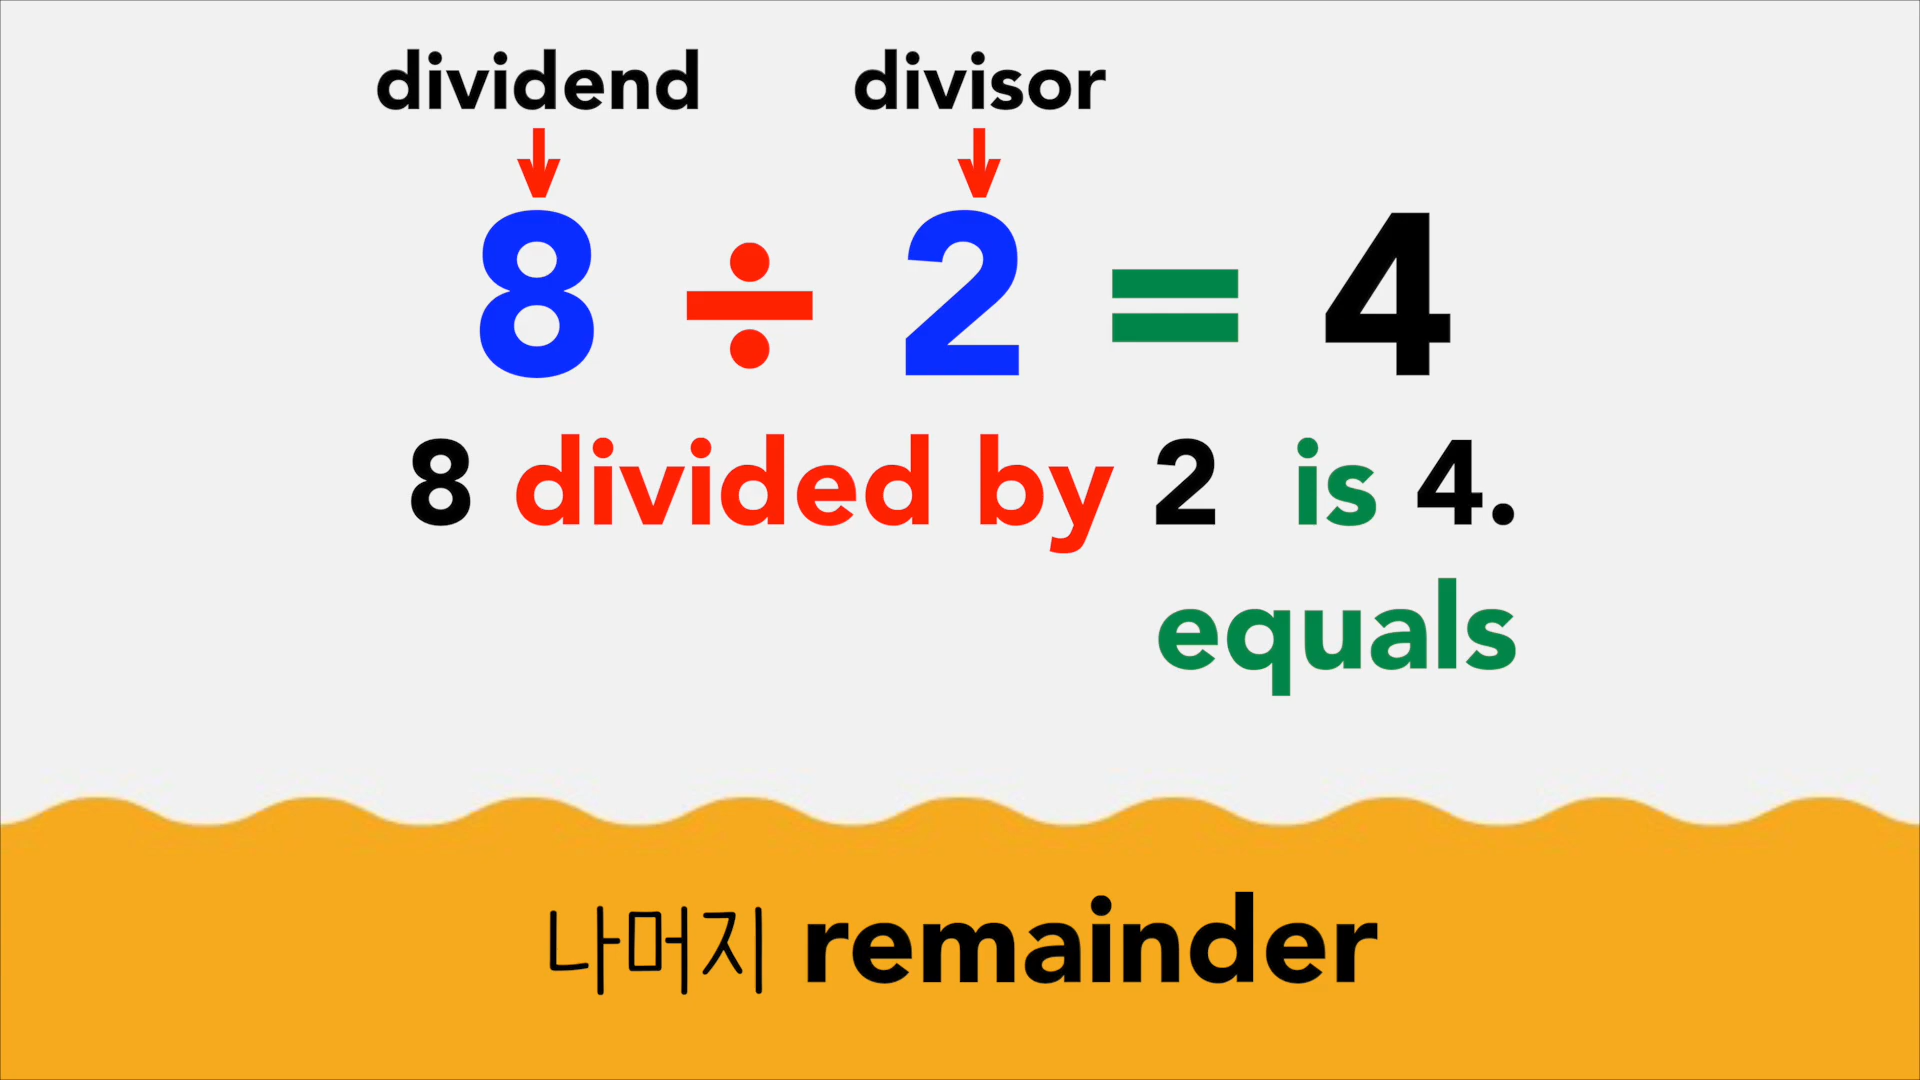 dividend divisor
8 ÷ 2 = 4
8 divided by 2 is 4.
equals
나머지 remainder